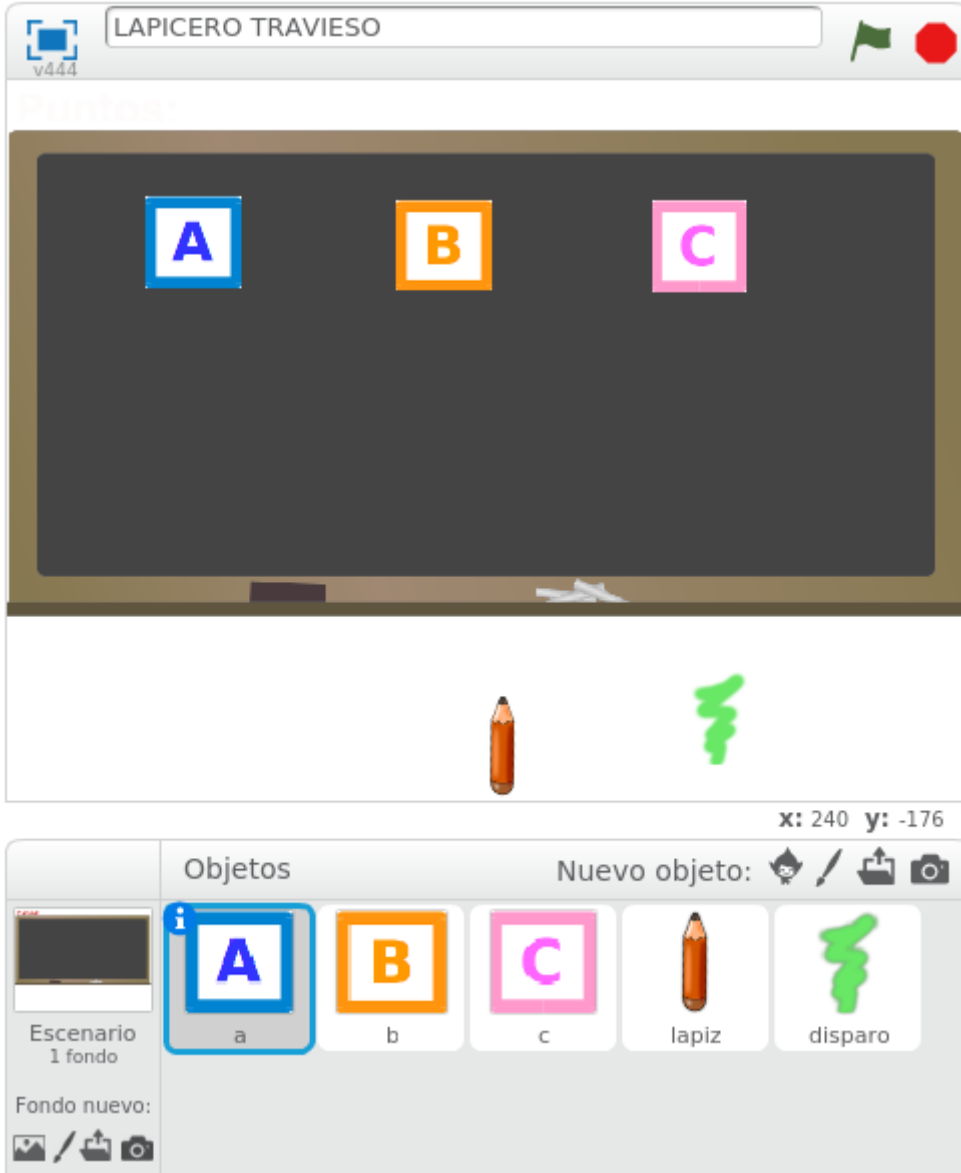 LAPICERO TRAVIESO
v444
Puntos:
A B C
x: 240 y: -176
Objetos
Nuevo objeto:
A B C
Escenario
1 fondo
a b c lapiz disparo
Fondo nuevo: